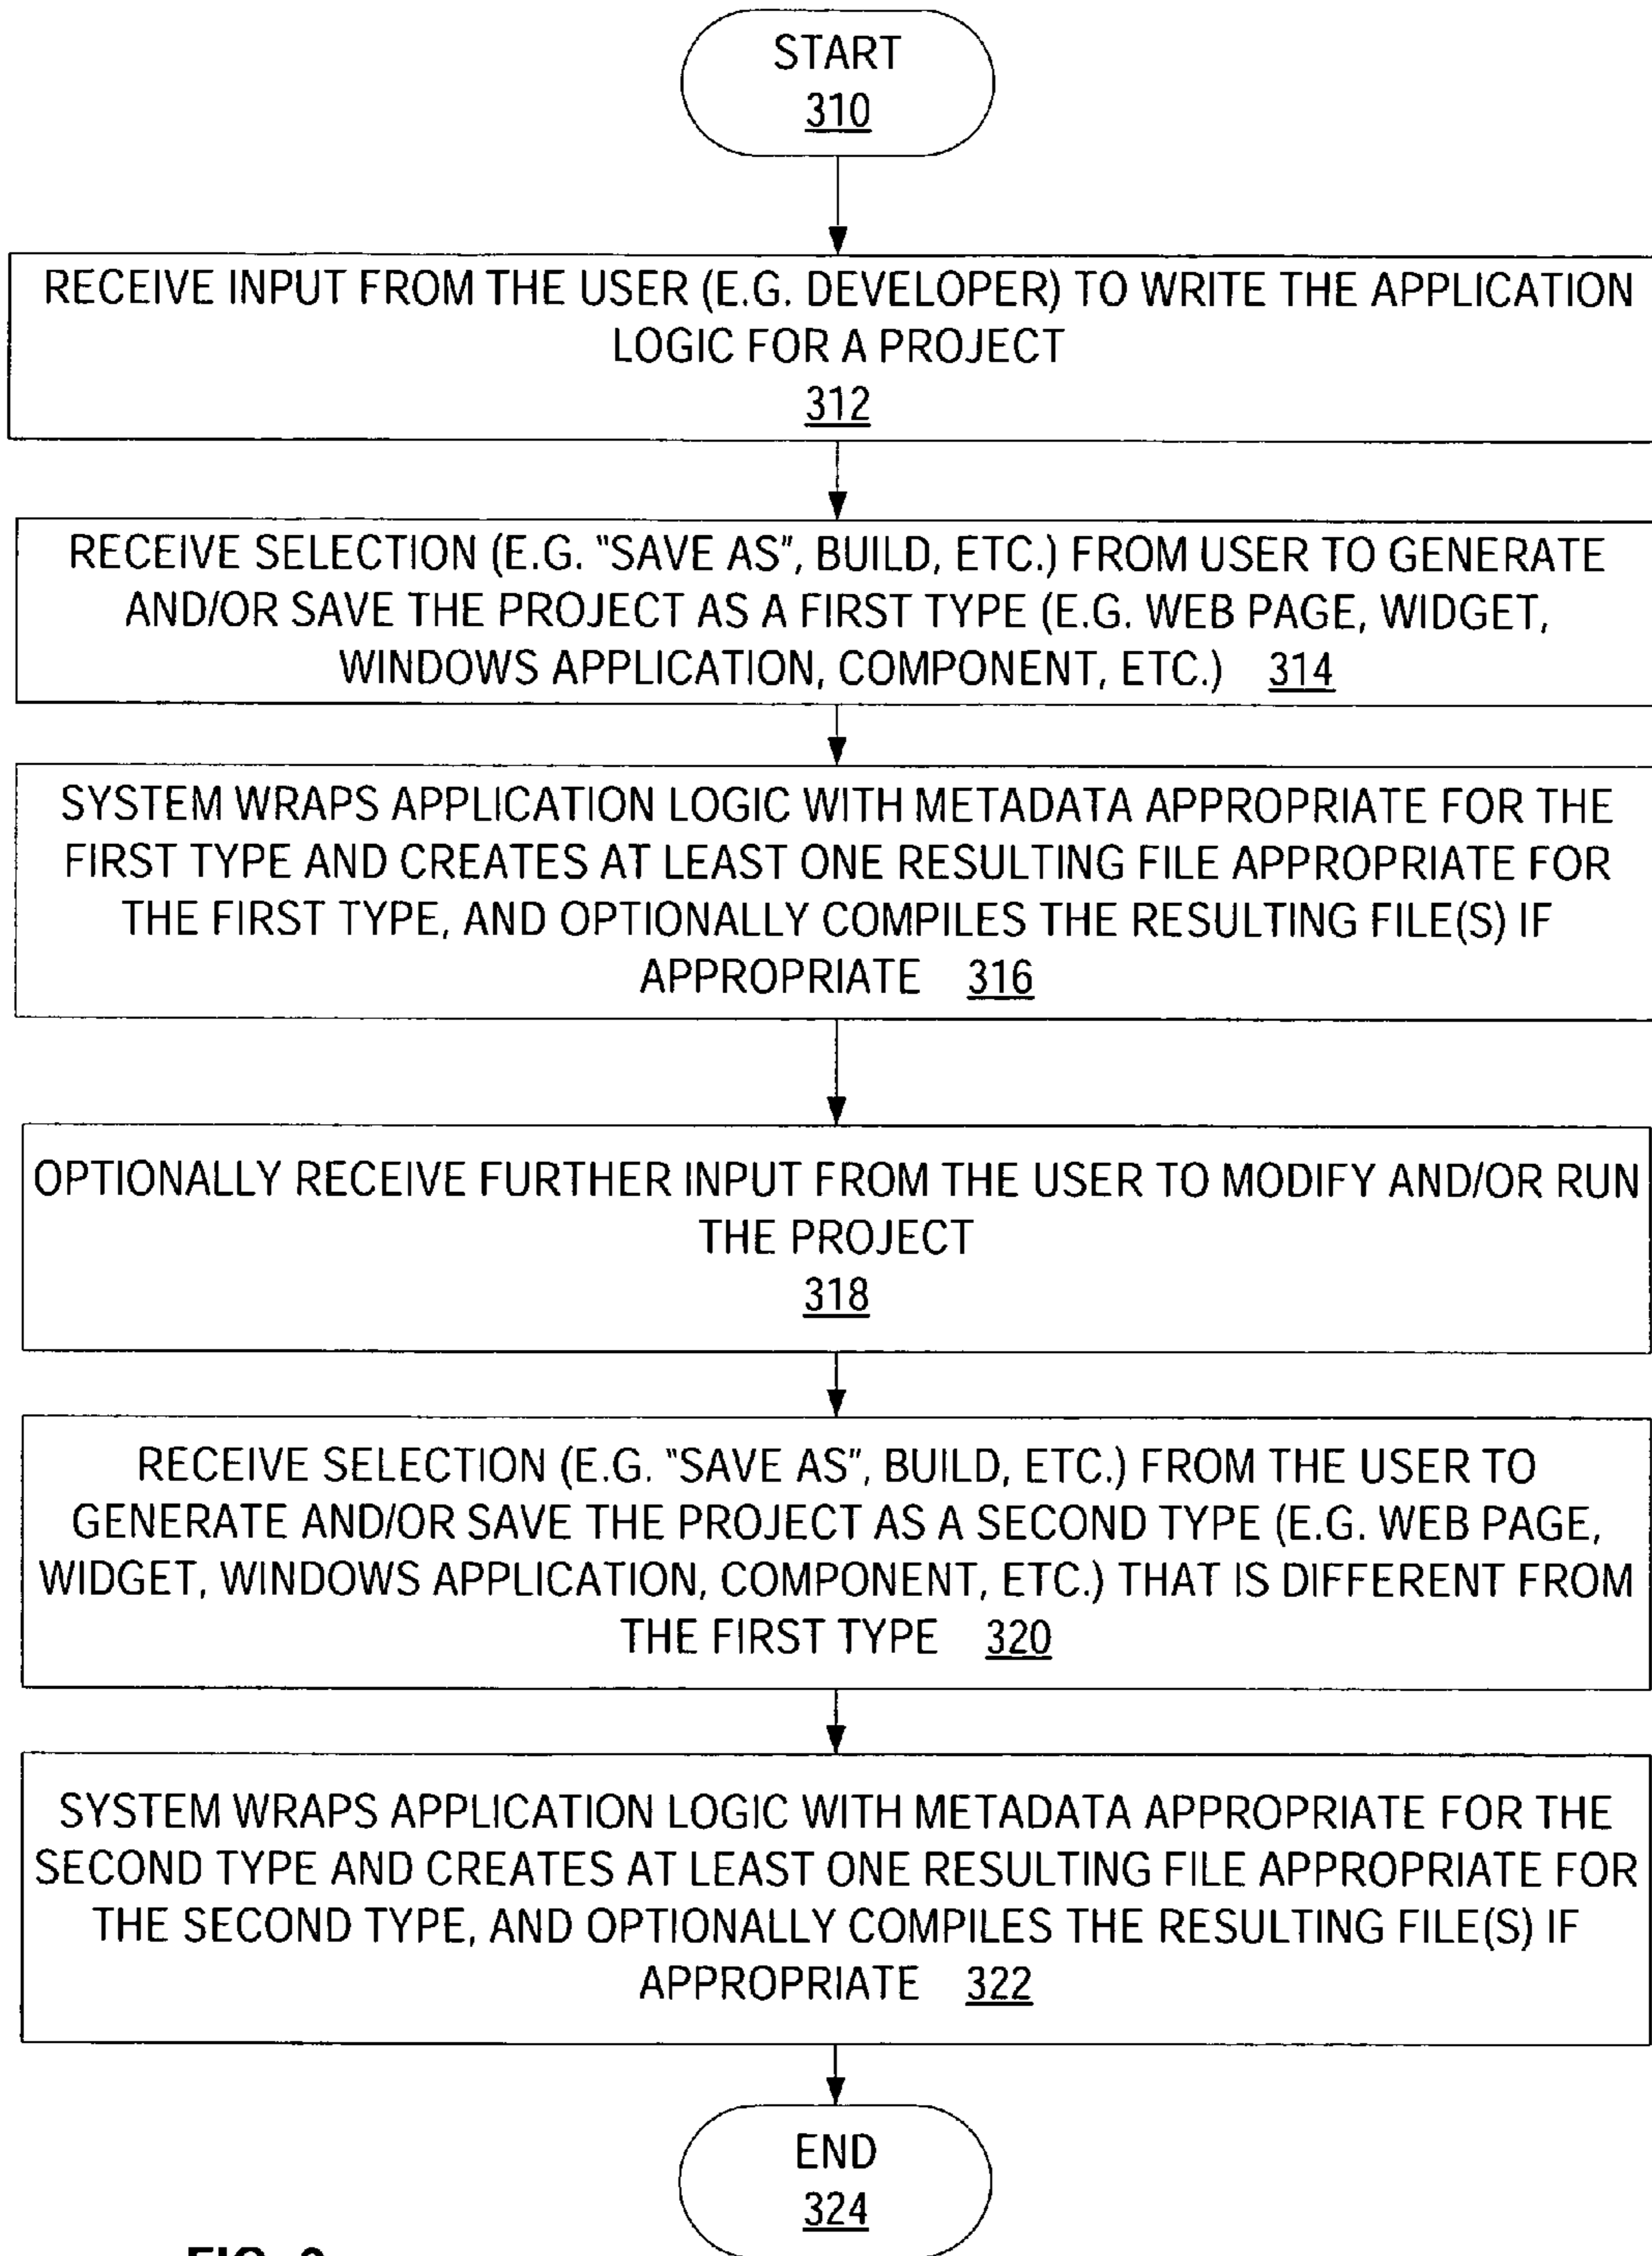 START
310
RECEIVE INPUT FROM THE USER (E.G. DEVELOPER) TO WRITE THE APPLICATION
LOGIC FOR A PROJECT
312
RECEIVE SELECTION (E.G. "SAVE AS", BUILD, ETC.) FROM USER TO GENERATE
AND/OR SAVE THE PROJECT AS A FIRST TYPE (E.G. WEB PAGE, WIDGET,
WINDOWS APPLICATION, COMPONENT, ETC.) 314
SYSTEM WRAPS APPLICATION LOGIC WITH METADATA APPROPRIATE FOR THE
FIRST TYPE AND CREATES AT LEAST ONE RESULTING FILE APPROPRIATE FOR
THE FIRST TYPE, AND OPTIONALLY COMPILES THE RESULTING FILE(S) IF
APPROPRIATE 316
OPTIONALLY RECEIVE FURTHER INPUT FROM THE USER TO MODIFY AND/OR RUN
THE PROJECT
318
RECEIVE SELECTION (E.G. "SAVE AS", BUILD, ETC.) FROM THE USER TO
GENERATE AND/OR SAVE THE PROJECT AS A SECOND TYPE (E.G. WEB PAGE,
WIDGET, WINDOWS APPLICATION, COMPONENT, ETC.) THAT IS DIFFERENT FROM
THE FIRST TYPE 320
SYSTEM WRAPS APPLICATION LOGIC WITH METADATA APPROPRIATE FOR THE
SECOND TYPE AND CREATES AT LEAST ONE RESULTING FILE APPROPRIATE FOR
THE SECOND TYPE, AND OPTIONALLY COMPILES THE RESULTING FILE(S) IF
APPROPRIATE 322
END
324
FIG.